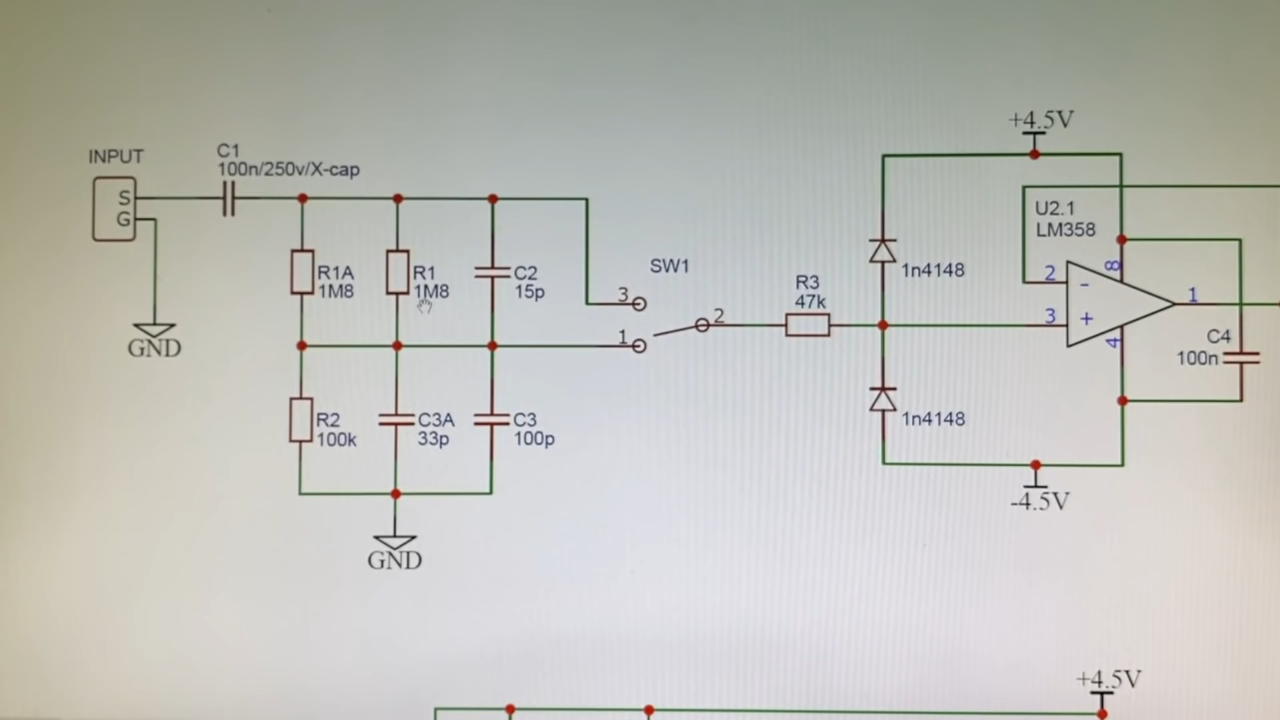 +4.5V
INPUT
C1
100n/250v/X-cap
S
G
GND
R1A
1M8
R1
1M8
C2
15p
SW1
3
1
2
R3
47k
1n4148
U2.1
LM358
8
2
-
3
+
1
4
C4
100n
R2
100k
C3A
33p
C3
100p
1n4148
-4.5V
GND
+4.5V